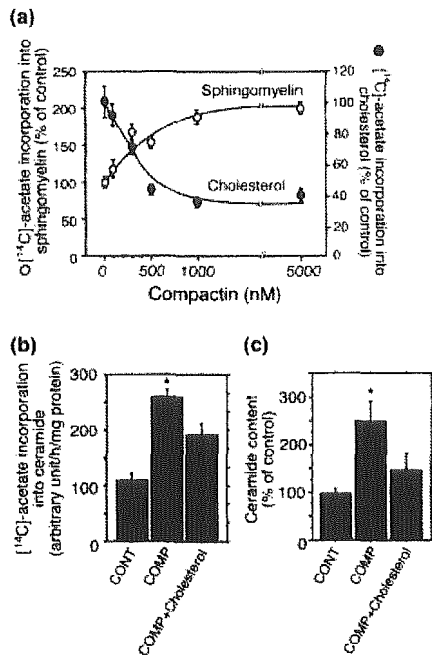 (a)
O[¹⁴C]-acetate incorporation into
sphingomyelin (% of control)
250
200
150
100
50
0
Sphingomyelin
Cholesterol
120
100
80
60
40
20
0
● [¹⁴C]-acetate incorporation into
cholesterol (% of control)
0
500
1000
5000
Compactin (nM)
(b)
[¹⁴C]-acetate incorporation
into ceramide
(arbitrary unit/h/mg protein)
300
200
100
0
*
CONT
COMP
COMP+Cholesterol
(c)
Ceramide content
(% of control)
300
200
100
0
*
CONT
COMP
COMP+Cholesterol